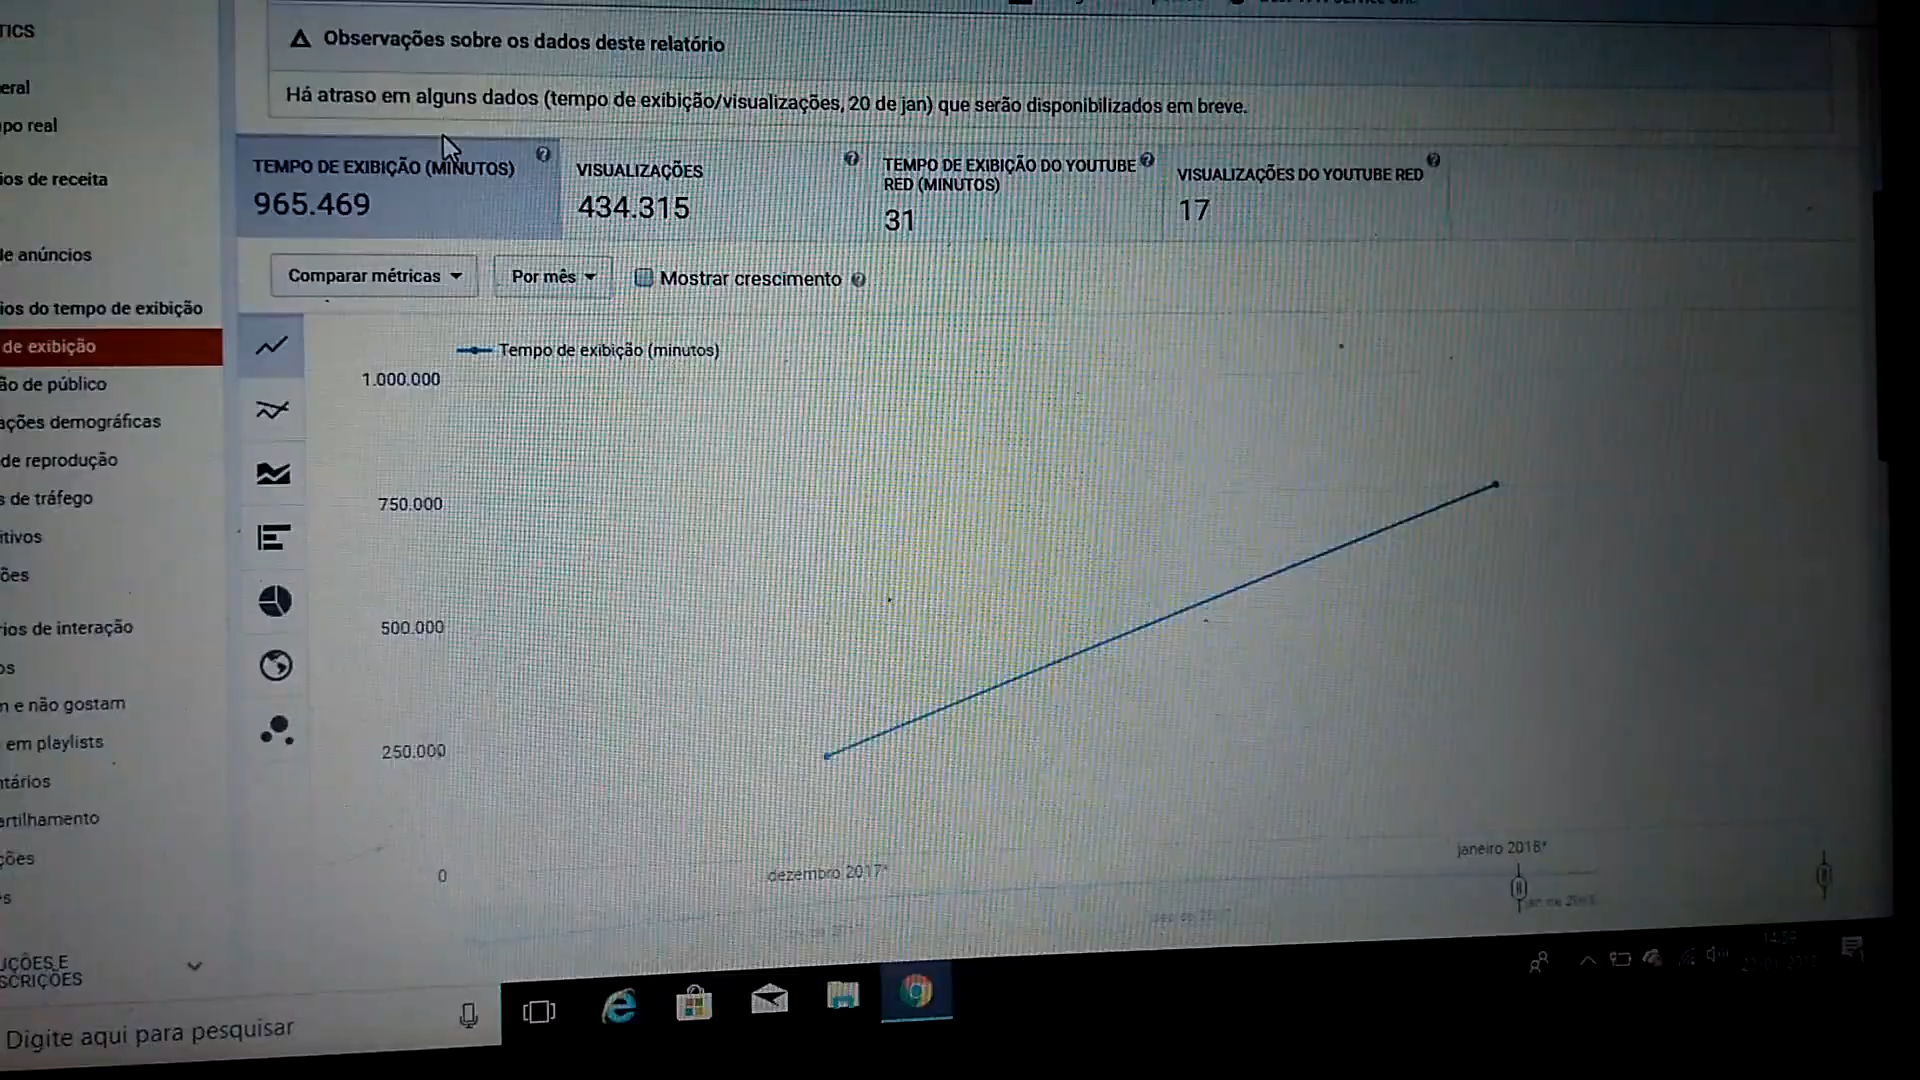 TICS
Observações sobre os dados deste relatório
Há atraso em alguns dados (tempo de exibição/visualizações, 20 de jan) que serão disponibilizados em breve.
eral
po real
ios de receita
de anúncios
ios do tempo de exibição
de exibição
ão de público
ações demográficas
de reprodução
s de tráfego
itivos
ões
rios de interação
os
m e não gostam
em playlists
ntários
artilhamento
ções
s
UÇÕES E
SCRIÇÕES
TEMPO DE EXIBIÇÃO (MINUTOS)
965.469
VISUALIZAÇÕES
434.315
TEMPO DE EXIBIÇÃO DO YOUTUBE
RED (MINUTOS)
31
VISUALIZAÇÕES DO YOUTUBE RED
17
Comparar métricas
Por mês
Mostrar crescimento
Tempo de exibição (minutos)
1.000.000
750.000
500.000
250.000
0
dezembro 2017*
janeiro 2018*
Digite aqui para pesquisar
14:59